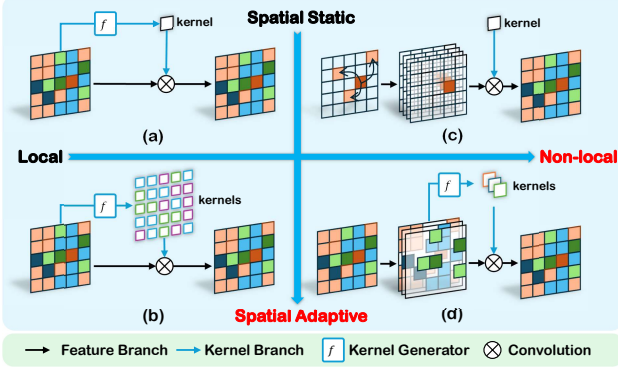 Spatial Static
f
kernel
kernel
(a)
(c)
Local
Non-local
f
kernels
f
kernels
(b)
Spatial Adaptive
(d)
Feature Branch
Kernel Branch
f
Kernel Generator
Convolution